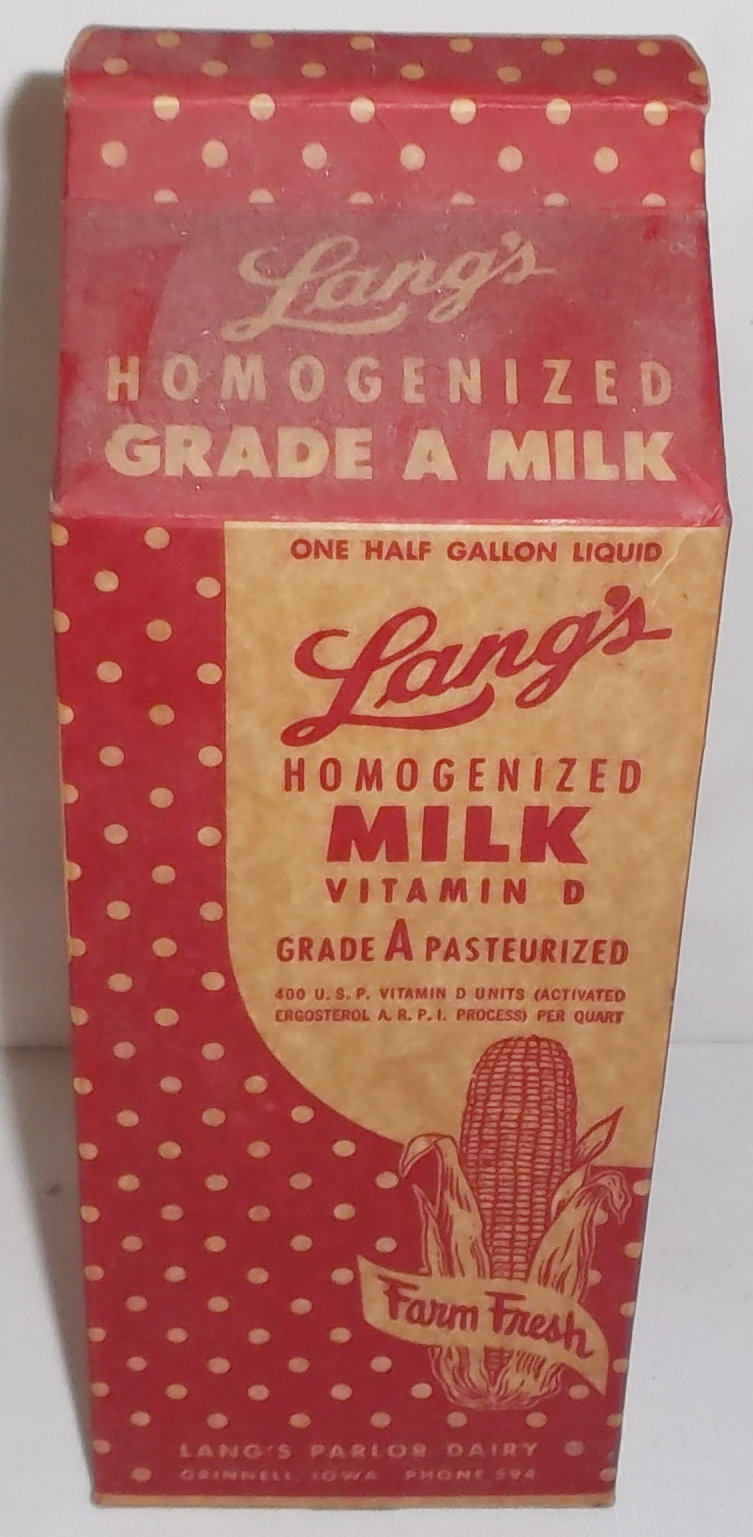 Lang's
HOMOGENIZED
GRADE A MILK
ONE HALF GALLON LIQUID
Lang's
HOMOGENIZED
MILK
VITAMIN D
GRADE A PASTEURIZED
400 U. S. P. VITAMIN D UNITS (ACTIVATED
ERGOSTEROL A. R. P. I. PROCESS) PER QUART
Farm Fresh
LANG'S PARLOR DAIRY
GRINNELL, IOWA PHONE 594